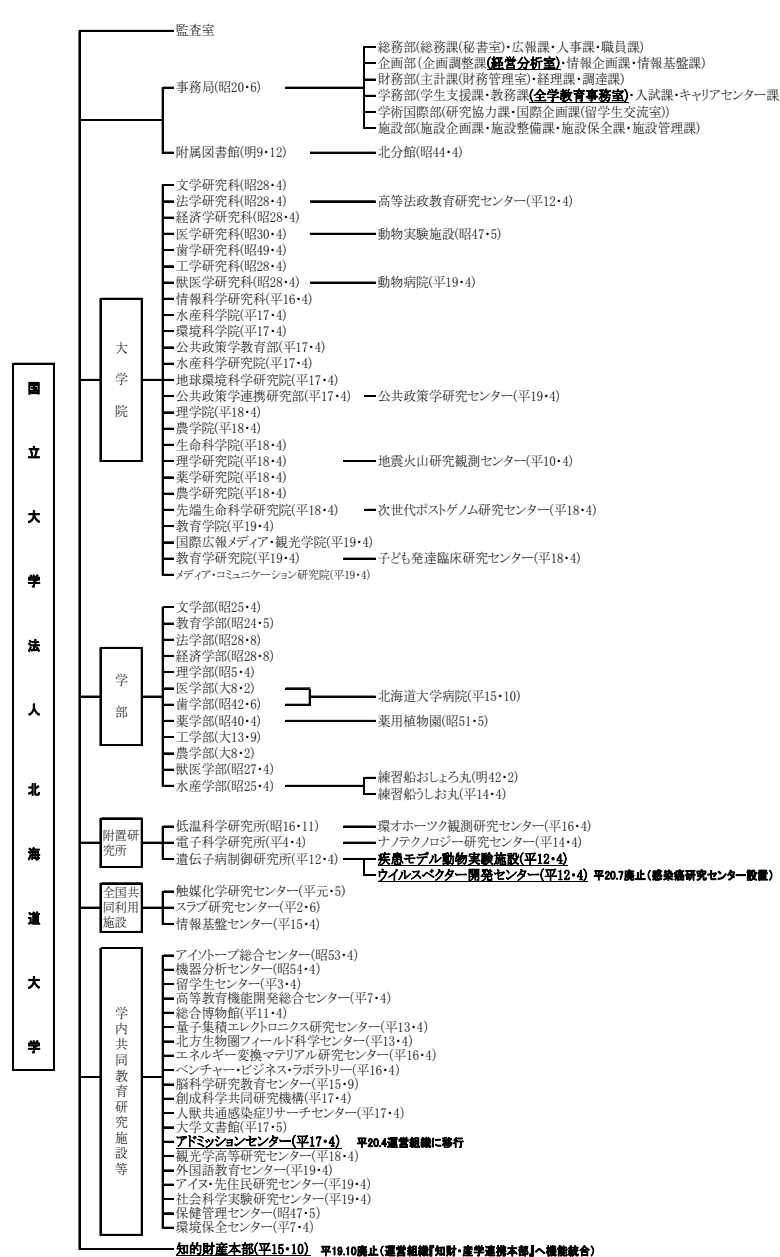 国立大学法人北海道大学
監査室
事務局(昭20・6)
総務部(総務課(秘書室)・広報課・人事課・職員課)
企画部(企画調整課(経営分析室)・情報企画課・情報基盤課)
財務部(主計課(財務管理室)・経理課・調達課)
学務部(学生支援課・教務課(全学教育事務室)・入試課・キャリアセンター課
学術国際部(研究協力課・国際企画課(留学生交流室))
施設部(施設企画課・施設整備課・施設保全課・施設管理課)
附属図書館(明9・12)
北分館(昭44・4)
大学院
文学研究科(昭28・4)
法学研究科(昭28・4)
高等法政教育研究センター(平12・4)
経済学研究科(昭28・4)
医学研究科(昭30・4)
動物実験施設(昭47・5)
歯学研究科(昭49・4)
工学研究科(昭28・4)
獣医学研究科(昭28・4)
動物病院(平19・4)
情報科学研究科(平16・4)
水産科学院(平17・4)
環境科学院(平17・4)
公共政策学教育部(平17・4)
水産科学研究院(平17・4)
地球環境科学研究院(平17・4)
公共政策学連携研究部(平17・4)
公共政策学研究センター(平19・4)
理学院(平18・4)
農学院(平18・4)
生命科学院(平18・4)
理学研究院(平18・4)
地震火山研究観測センター(平10・4)
薬学研究院(平18・4)
農学研究院(平18・4)
先端生命科学研究院(平18・4)
次世代ポストゲノム研究センター(平18・4)
教育学院(平19・4)
国際広報メディア・観光学院(平19・4)
教育学研究院(平19・4)
子ども発達臨床研究センター(平18・4)
メディア・コミュニケーション研究院(平19・4)
学部
文学部(昭25・4)
教育学部(昭24・5)
法学部(昭28・8)
経済学部(昭28・8)
理学部(昭5・4)
医学部(大8・2)
歯学部(昭42・6)
北海道大学病院(平15・10)
薬学部(昭40・4)
薬用植物園(昭51・5)
工学部(大13・9)
農学部(大8・2)
獣医学部(昭27・4)
水産学部(昭25・4)
練習船おしょろ丸(明42・2)
練習船うしお丸(平14・4)
附置研究所
低温科学研究所(昭16・11)
環オホーツク観測研究センター(平16・4)
電子科学研究所(平4・4)
ナノテクノロジー研究センター(平14・4)
遺伝子病制御研究所(平12・4)
疾患モデル動物実験施設(平12・4)
ウイルスベクター開発センター(平12・4) 平20.7廃止(感染癌研究センター設置)
全国共同利用施設
触媒化学研究センター(平元・5)
スラブ研究センター(平2・6)
情報基盤センター(平15・4)
学内共同教育研究施設等
アイソトープ総合センター(昭53・4)
機器分析センター(昭54・4)
留学生センター(平3・4)
高等教育機能開発総合センター(平7・4)
総合博物館(平11・4)
量子集積エレクトロニクス研究センター(平13・4)
北方生物圏フィールド科学センター(平13・4)
エネルギー変換マテリアル研究センター(平16・4)
ベンチャー・ビジネス・ラボラトリー(平16・4)
脳科学研究教育センター(平15・9)
創成科学共同研究機構(平17・4)
人獣共通感染症リサーチセンター(平17・4)
大学文書館(平17・5)
アドミッションセンター(平17・4) 平20.4運営組織に移行
観光学高等研究センター(平18・4)
外国語教育センター(平19・4)
アイヌ・先住民研究センター(平19・4)
社会科学実験研究センター(平19・4)
保健管理センター(昭47・5)
環境保全センター(平7・4)
知的財産本部(平15・10) 平19.10廃止(運営組織『知財・産学連携本部』へ機能統合)